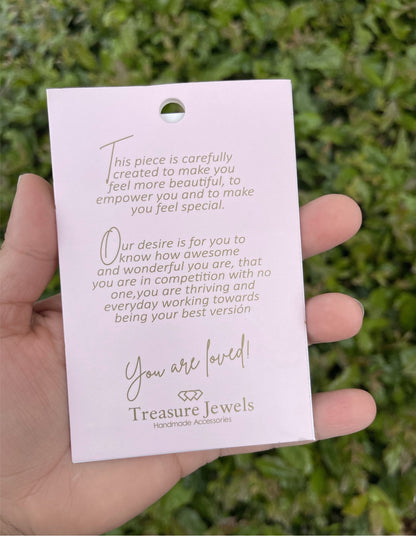 This piece is carefully
created to make you
feel more beautiful, to
empower you and to make
you feel special.
Our desire is for you to
know how awesome
and wonderful you are, that
you are in competition with no
one,you are thriving and
everyday working towards
being your best versión
You are loved!
Treasure Jewels
Handmade Accessories